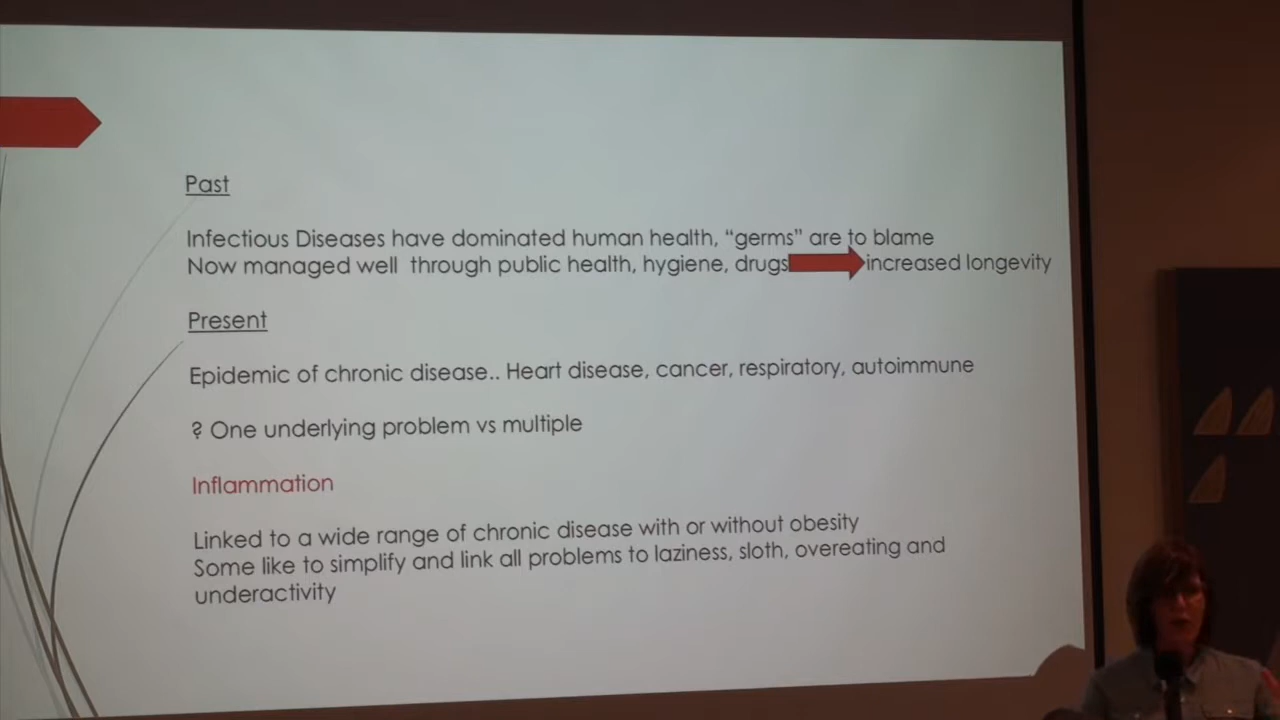 Past
Infectious Diseases have dominated human health, “germs” are to blame
Now managed well through public health, hygiene, drugs increased longevity
Present
Epidemic of chronic disease.. Heart disease, cancer, respiratory, autoimmune
? One underlying problem vs multiple
Inflammation
Linked to a wide range of chronic disease with or without obesity
Some like to simplify and link all problems to laziness, sloth, overeating and
underactivity